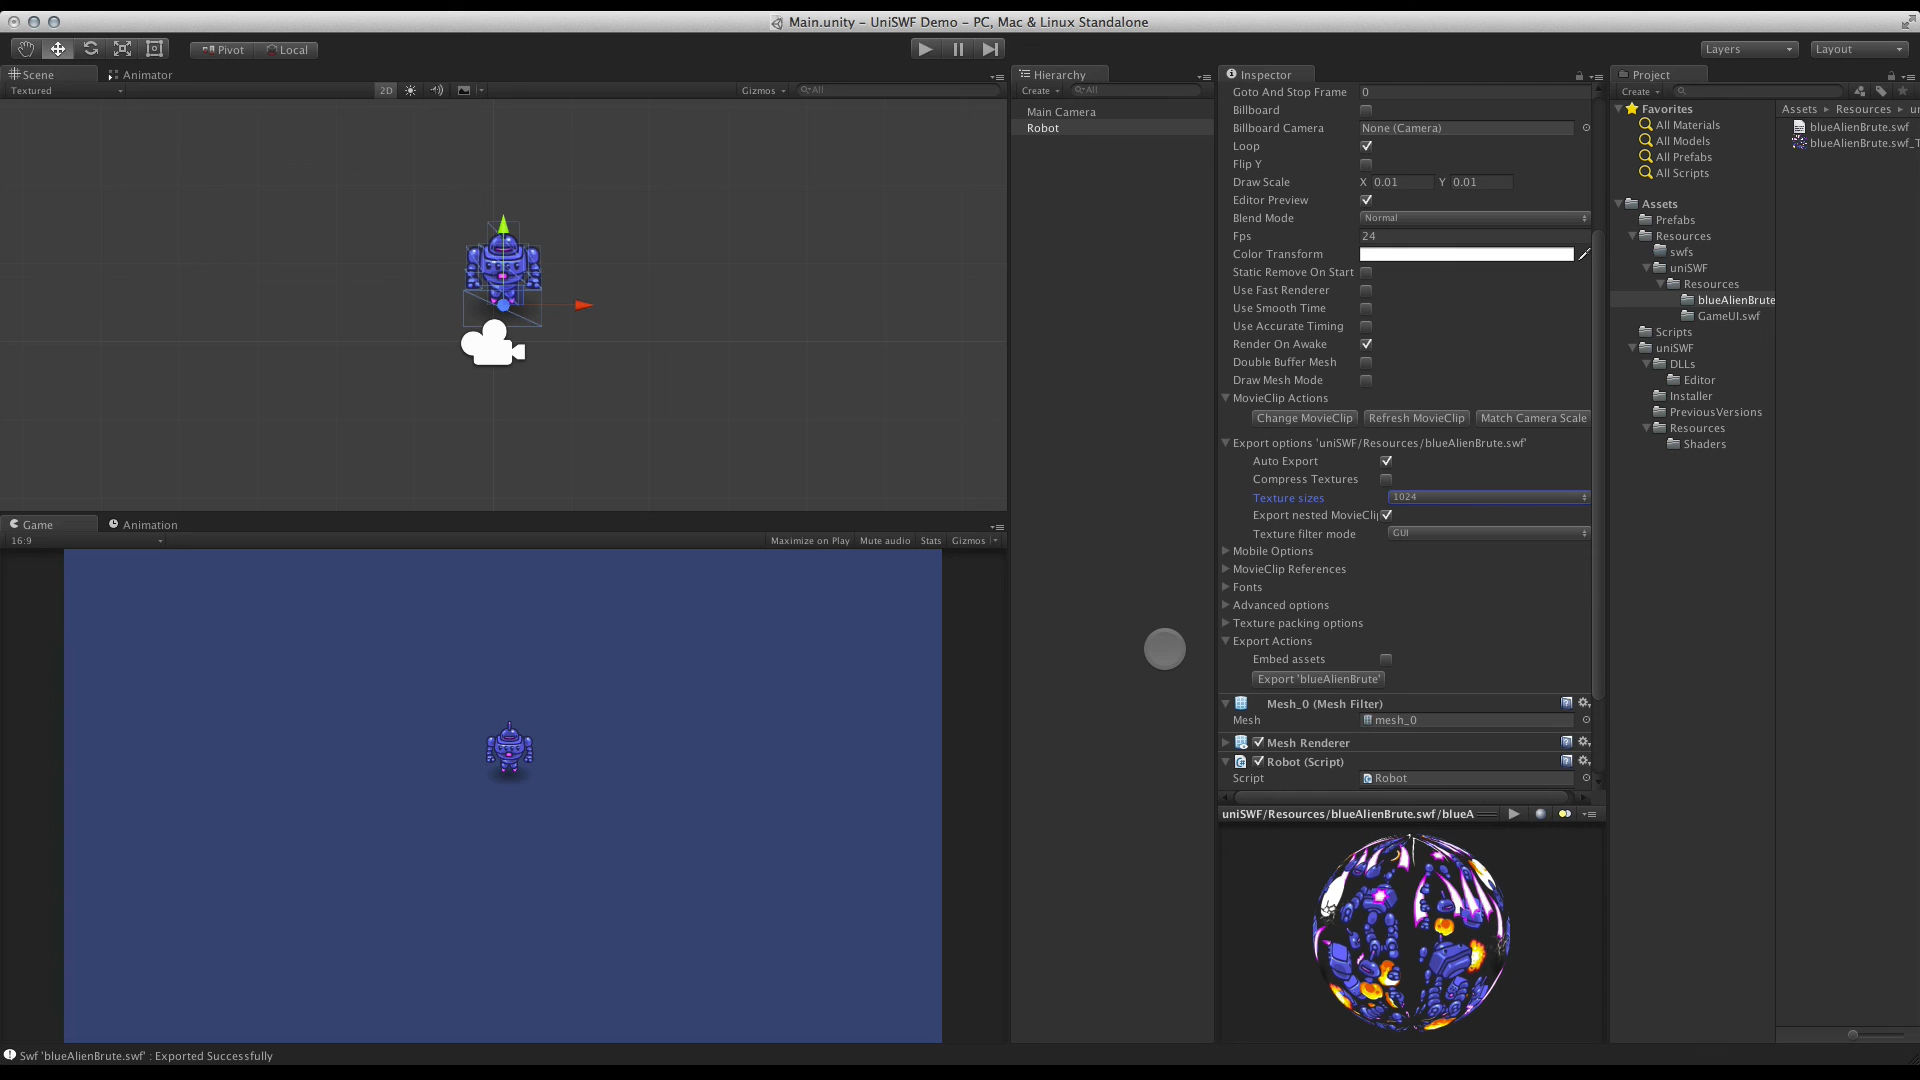 Main.unity – UniSWF Demo – PC, Mac & Linux Standalone
Pivot Local
Layers Layout
Scene Animator
Textured 2D Gizmos All
Hierarchy
Create All
Main Camera
Robot
Game Animation
16:9 Maximize on Play Mute audio Stats Gizmos
Inspector
Goto And Stop Frame 0
Billboard
Billboard Camera None (Camera)
Loop
Flip Y
Draw Scale X 0.01 Y 0.01
Editor Preview
Blend Mode Normal
Fps 24
Color Transform
Static Remove On Start
Use Fast Renderer
Use Smooth Time
Use Accurate Timing
Render On Awake
Double Buffer Mesh
Draw Mesh Mode
MovieClip Actions
Change MovieClip Refresh MovieClip Match Camera Scale
Export options 'uniSWF/Resources/blueAlienBrute.swf'
Auto Export
Compress Textures
Texture sizes 1024
Export nested MovieCli
Texture filter mode GUI
Mobile Options
MovieClip References
Fonts
Advanced options
Texture packing options
Export Actions
Embed assets
Export 'blueAlienBrute'
Mesh_0 (Mesh Filter)
Mesh mesh_0
Mesh Renderer
Robot (Script)
Script Robot
uniSWF/Resources/blueAlienBrute.swf/blueA
Project
Create
Favorites
All Materials
All Models
All Prefabs
All Scripts
Assets
Prefabs
Resources
swfs
uniSWF
Resources
blueAlienBrute
GameUI.swf
Scripts
uniSWF
DLLs
Editor
Installer
PreviousVersions
Resources
Shaders
Assets Resources
blueAlienBrute.swf
blueAlienBrute.swf_T
Swf 'blueAlienBrute.swf' : Exported Successfully